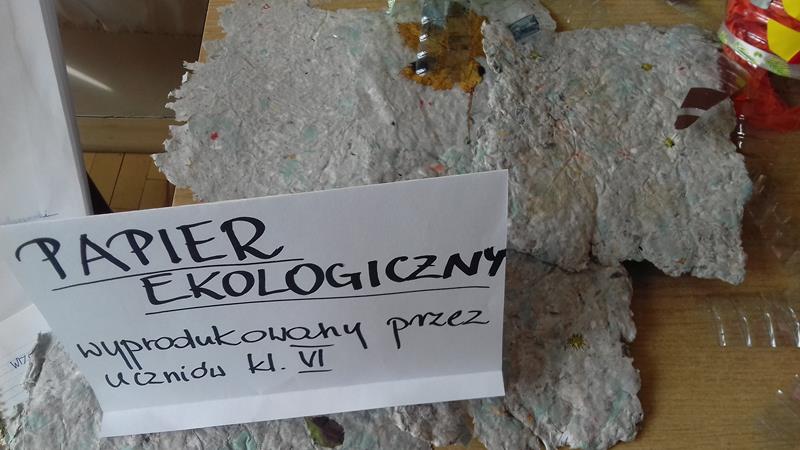 PAPIER
EKOLOGICZNY
wyprodukowany przez
uczniów kl. VI